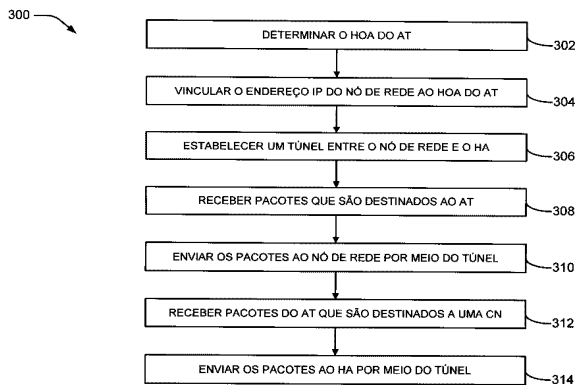 300
DETERMINAR O HOA DO AT
302
VINCULAR O ENDEREÇO IP DO NÓ DE REDE AO HOA DO AT
304
ESTABELECER UM TÚNEL ENTRE O NÓ DE REDE E O HA
306
RECEBER PACOTES QUE SÃO DESTINADOS AO AT
308
ENVIAR OS PACOTES AO NÓ DE REDE POR MEIO DO TÚNEL
310
RECEBER PACOTES DO AT QUE SÃO DESTINADOS A UMA CN
312
ENVIAR OS PACOTES AO HA POR MEIO DO TÚNEL
314